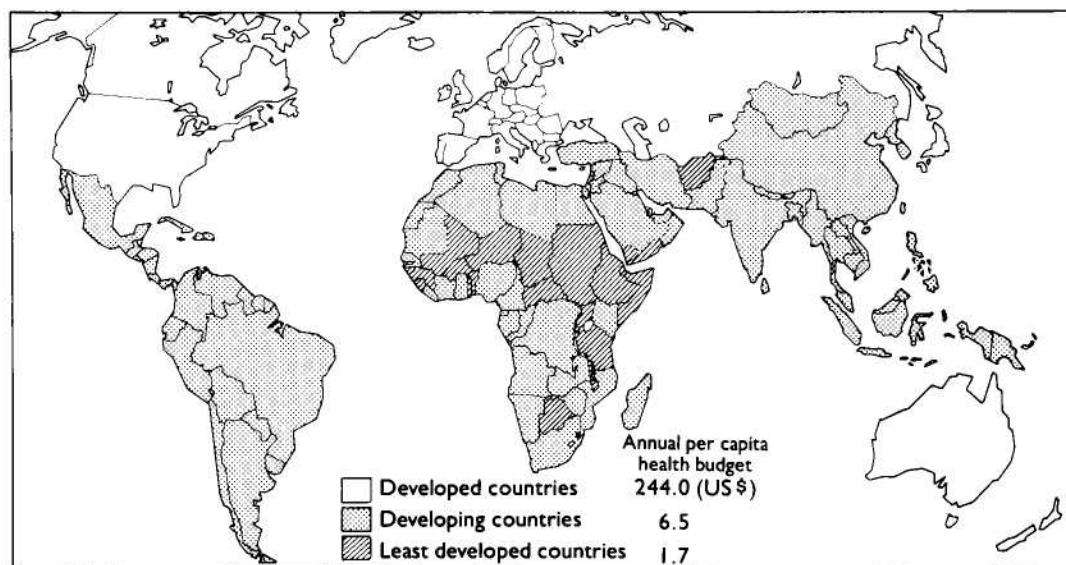 Annual per capita
health budget
Developed countries 244.0 (US $)
Developing countries 6.5
Least developed countries 1.7